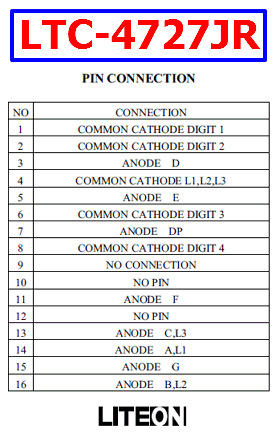 LTC-4727JR
PIN CONNECTION
NO CONNECTION
1 COMMON CATHODE DIGIT 1
2 COMMON CATHODE DIGIT 2
3 ANODE D
4 COMMON CATHODE L1,L2,L3
5 ANODE E
6 COMMON CATHODE DIGIT 3
7 ANODE DP
8 COMMON CATHODE DIGIT 4
9 NO CONNECTION
10 NO PIN
11 ANODE F
12 NO PIN
13 ANODE C,L3
14 ANODE A,L1
15 ANODE G
16 ANODE B,L2
LITEON